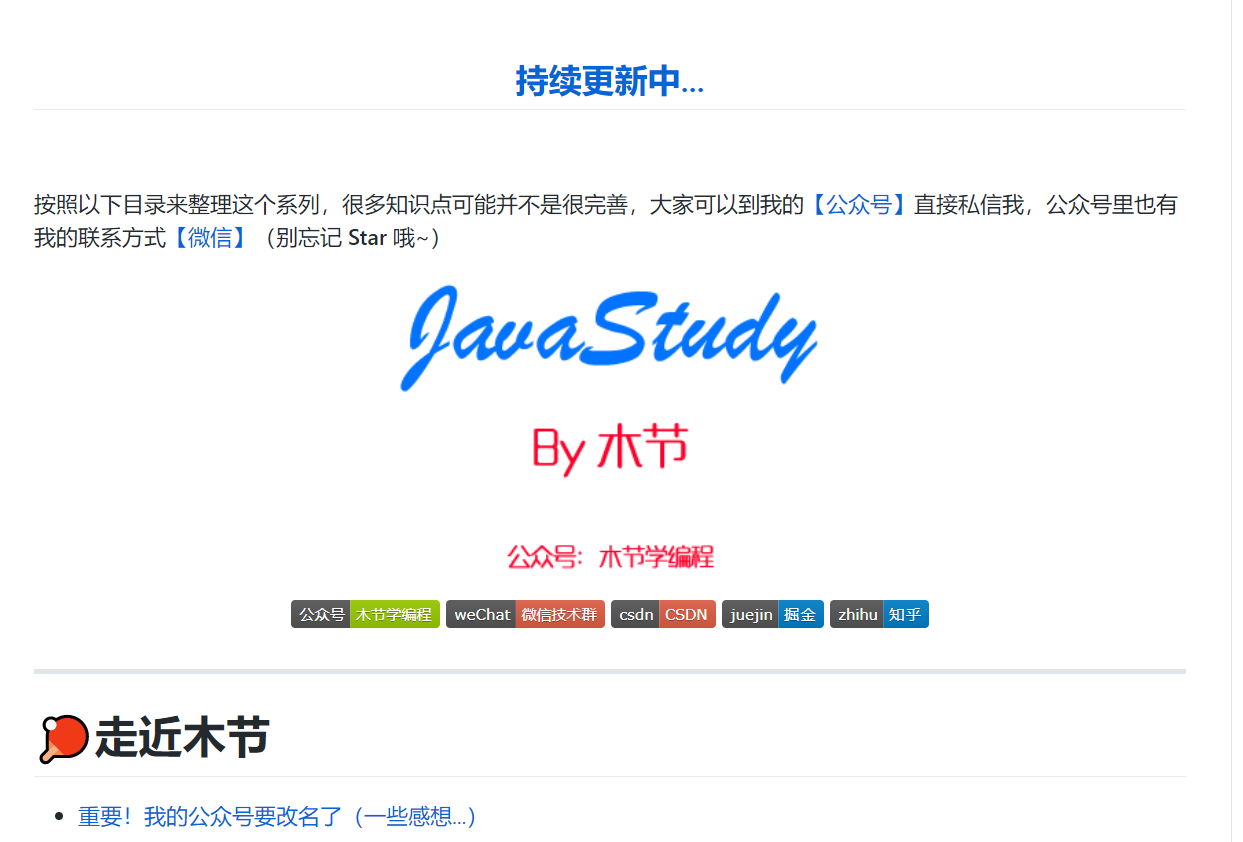 持续更新中...
按照以下目录来整理这个系列，很多知识点可能并不是很完善，大家可以到我的【公众号】直接私信我，公众号里也有
我的联系方式【微信】（别忘记 Star 哦~）
JavaStudy
By 木节
公众号：木节学编程
公众号 木节学编程 weChat 微信技术群 csdn CSDN juejin 掘金 zhihu 知乎
走近木节
重要！我的公众号要改名了（一些感想...）